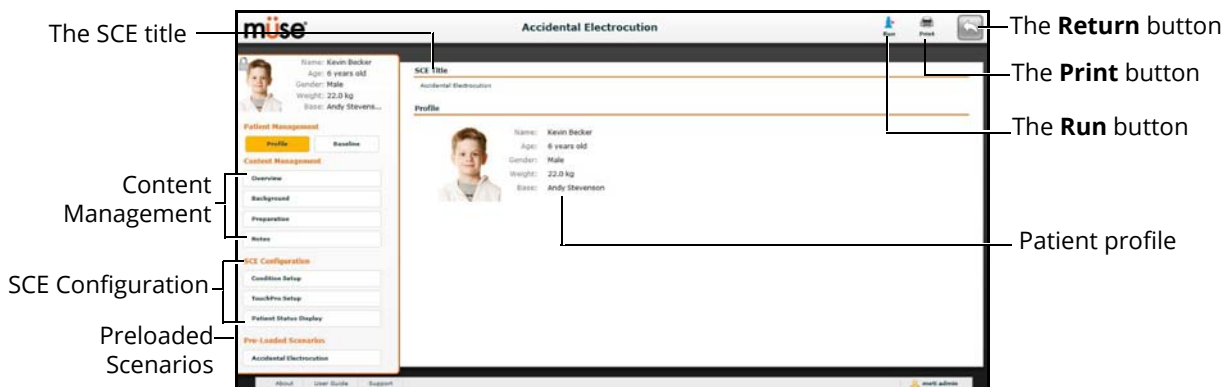 The SCE title
müse
Accidental Electrocution
Run
Print
The Return button
The Print button
The Run button
Patient profile
Content
Management
SCE Configuration
Preloaded
Scenarios
Name: Kevin Becker
Age: 6 years old
Gender: Male
Weight: 22.0 kg
Base: Andy Stevens...
Patient Management
Profile
Baseline
Content Management
Overview
Background
Preparation
Notes
SCE Configuration
Condition Setup
TouchPro Setup
Patient Status Display
Pre-Loaded Scenarios
Accidental Electrocution
SCE Title
Accidental Electrocution
Profile
Name: Kevin Becker
Age: 6 years old
Gender: Male
Weight: 22.0 kg
Base: Andy Stevenson
About User Guide Support
meti admin